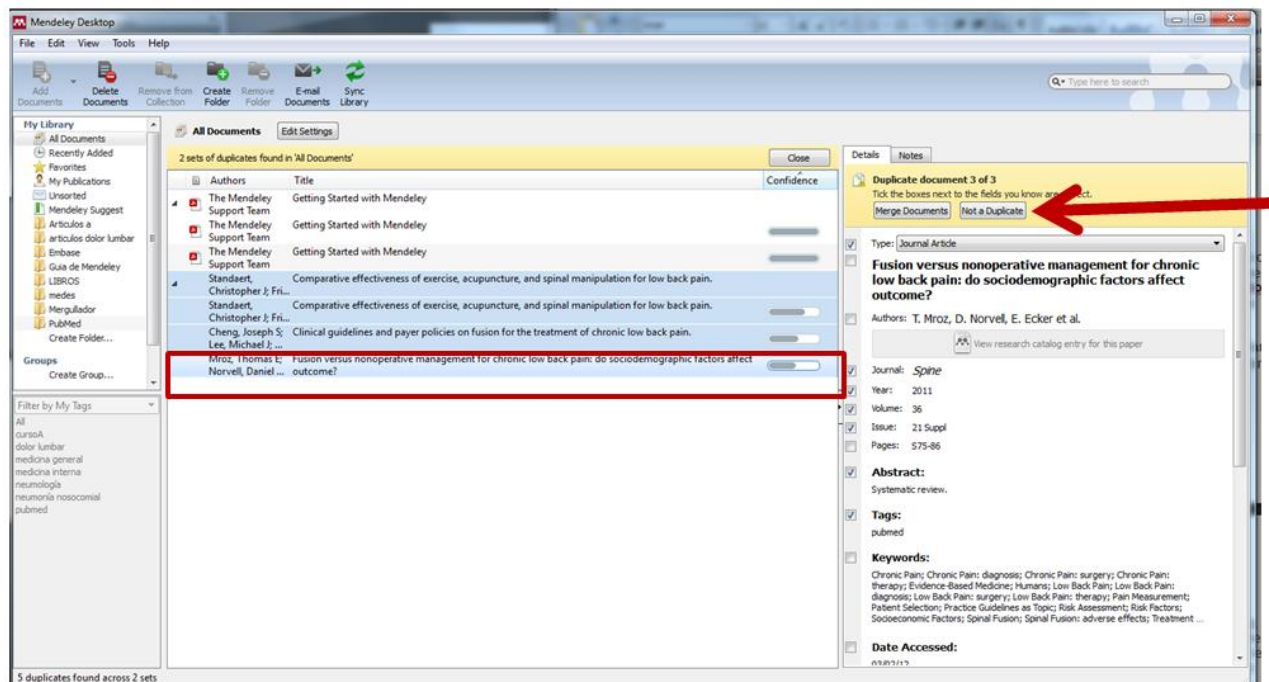 Mendeley Desktop
File Edit View Tools Help
Add Documents
Delete Documents
Remove from Collection
Create Folder
Remove Folder
E-mail Documents
Sync Library
Type here to search
My Library
All Documents
Recently Added
Favorites
My Publications
Unsorted
Mendeley Suggest
Articulos a
articulos dolor lumbar
Embase
Guia de Mendeley
LIBROS
medes
Mergullador
PubMed
Create Folder...
Groups
Create Group...
Filter by My Tags
All
cursoA
dolor lumbar
medicina general
medicina interna
neumología
neumonía nosocomial
pubmed
All Documents Edit Settings
2 sets of duplicates found in 'All Documents' Close
Authors Title Confidence
The Mendeley Getting Started with Mendeley
Support Team
The Mendeley Getting Started with Mendeley
Support Team
The Mendeley Getting Started with Mendeley
Support Team
Standaert, Comparative effectiveness of exercise, acupuncture, and spinal manipulation for low back pain.
Christopher J; Fri...
Standaert, Comparative effectiveness of exercise, acupuncture, and spinal manipulation for low back pain.
Christopher J; Fri...
Cheng, Joseph S; Clinical guidelines and payer policies on fusion for the treatment of chronic low back pain.
Lee, Michael J; ...
Mroz, Thomas E; Fusion versus nonoperative management for chronic low back pain: do sociodemographic factors affect
Norvell, Daniel ... outcome?
Details Notes
Duplicate document 3 of 3
Tick the boxes next to the fields you know are
Merge Documents Not a Duplicate
Type: Journal Article
Fusion versus nonoperative management for chronic
low back pain: do sociodemographic factors affect
outcome?
Authors: T. Mroz, D. Norvell, E. Ecker et al.
View research catalog entry for this paper
Journal: Spine
Year: 2011
Volume: 36
Issue: 21 Suppl
Pages: S75-86
Abstract:
Systematic review.
Tags:
pubmed
Keywords:
Chronic Pain; Chronic Pain: diagnosis; Chronic Pain: surgery; Chronic Pain:
therapy; Evidence-Based Medicine; Humans; Low Back Pain; Low Back Pain:
diagnosis; Low Back Pain: surgery; Low Back Pain: therapy; Pain Measurement;
Patient Selection; Practice Guidelines as Topic; Risk Assessment; Risk Factors;
Socioeconomic Factors; Spinal Fusion; Spinal Fusion: adverse effects; Treatment ...
Date Accessed:
5 duplicates found across 2 sets